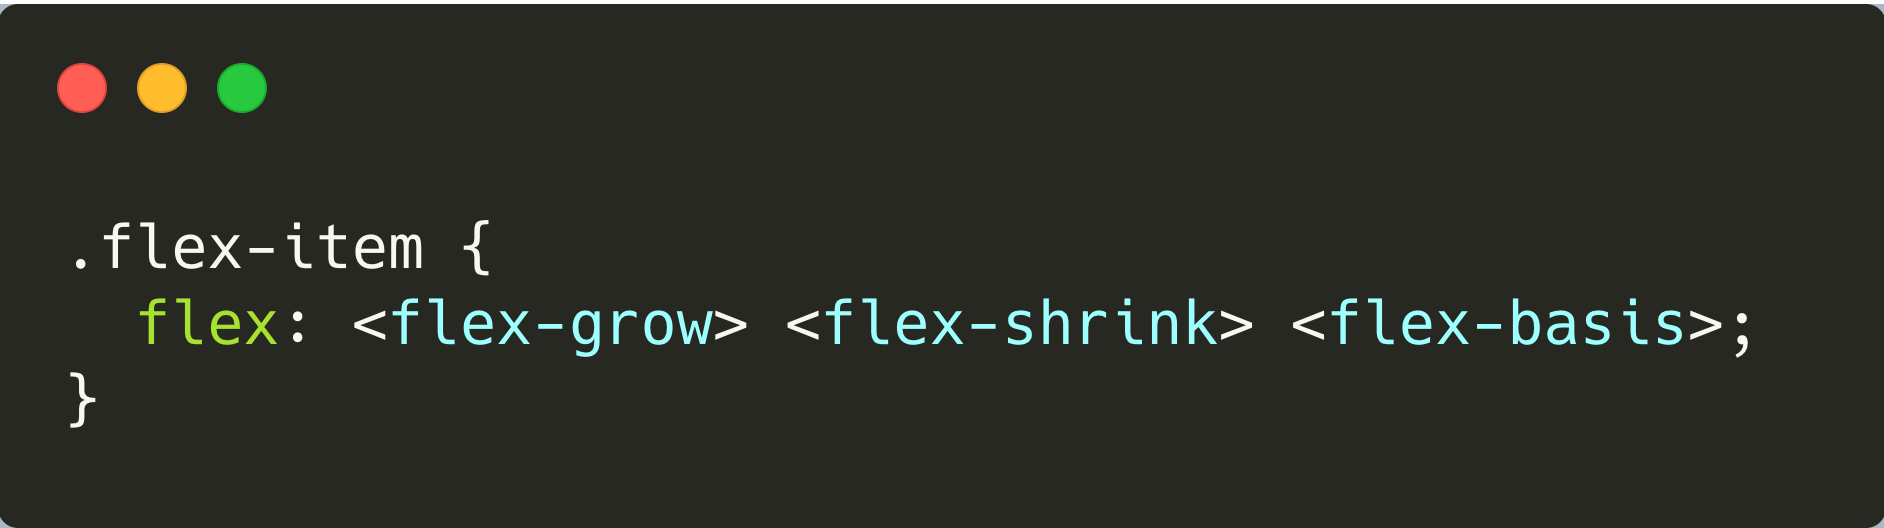 .flex-item {
  flex: <flex-grow> <flex-shrink> <flex-basis>;
}